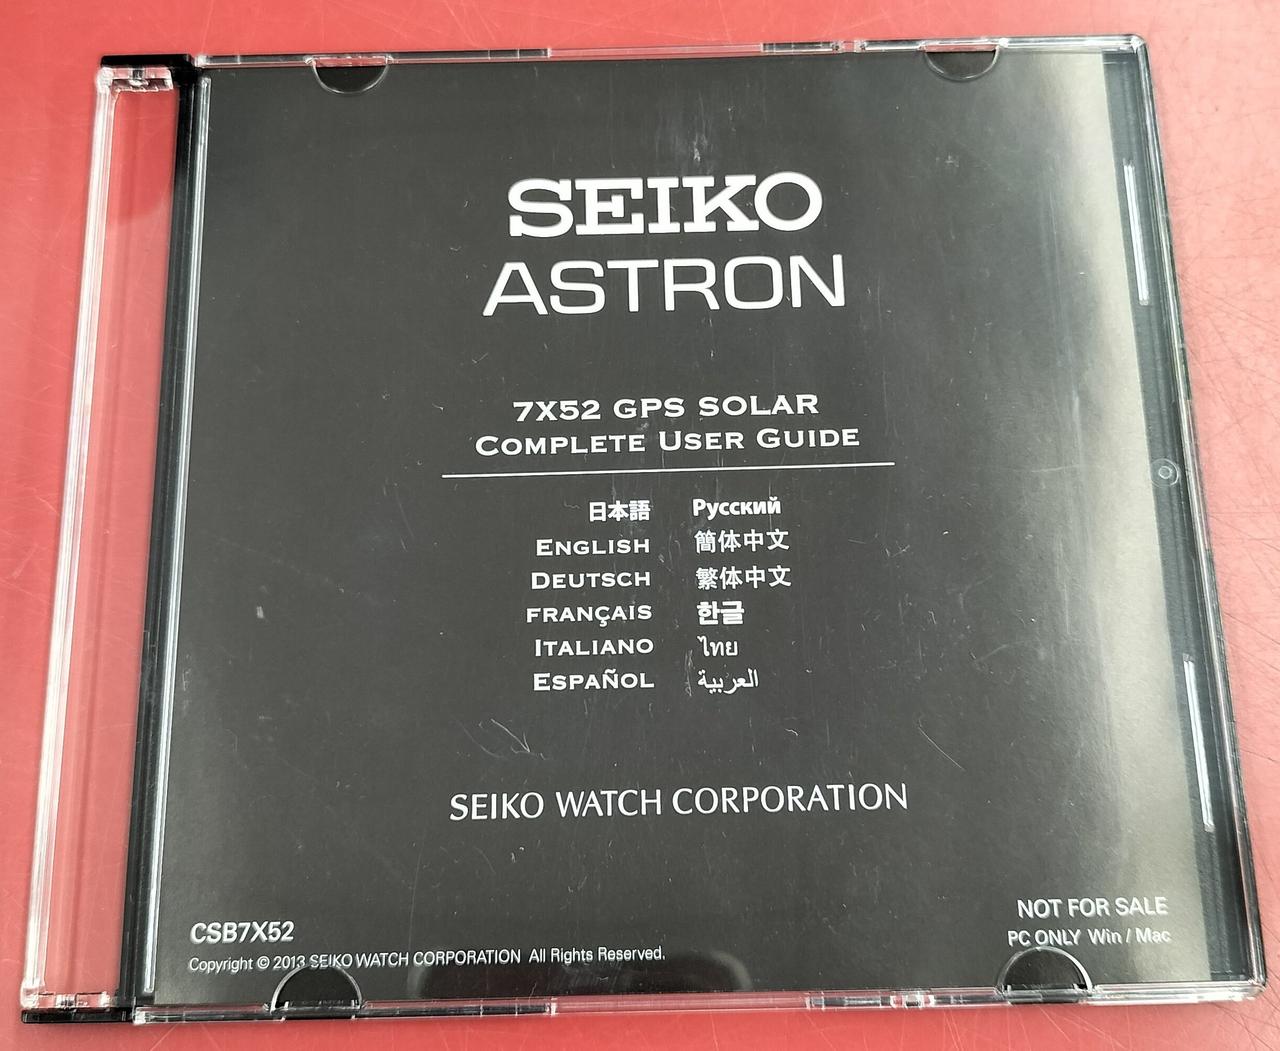 SEIKO
ASTRON
7X52 GPS SOLAR
COMPLETE USER GUIDE
日本語
ENGLISH
DEUTSCH
FRANÇAIS
ITALIANO
ESPAÑOL
Русский
簡体中文
繁体中文
한글
ไทย
العربية
SEIKO WATCH CORPORATION
CSB7X52
Copyright © 2013 SEIKO WATCH CORPORATION All Rights Reserved.
NOT FOR SALE
PC ONLY Win / Mac